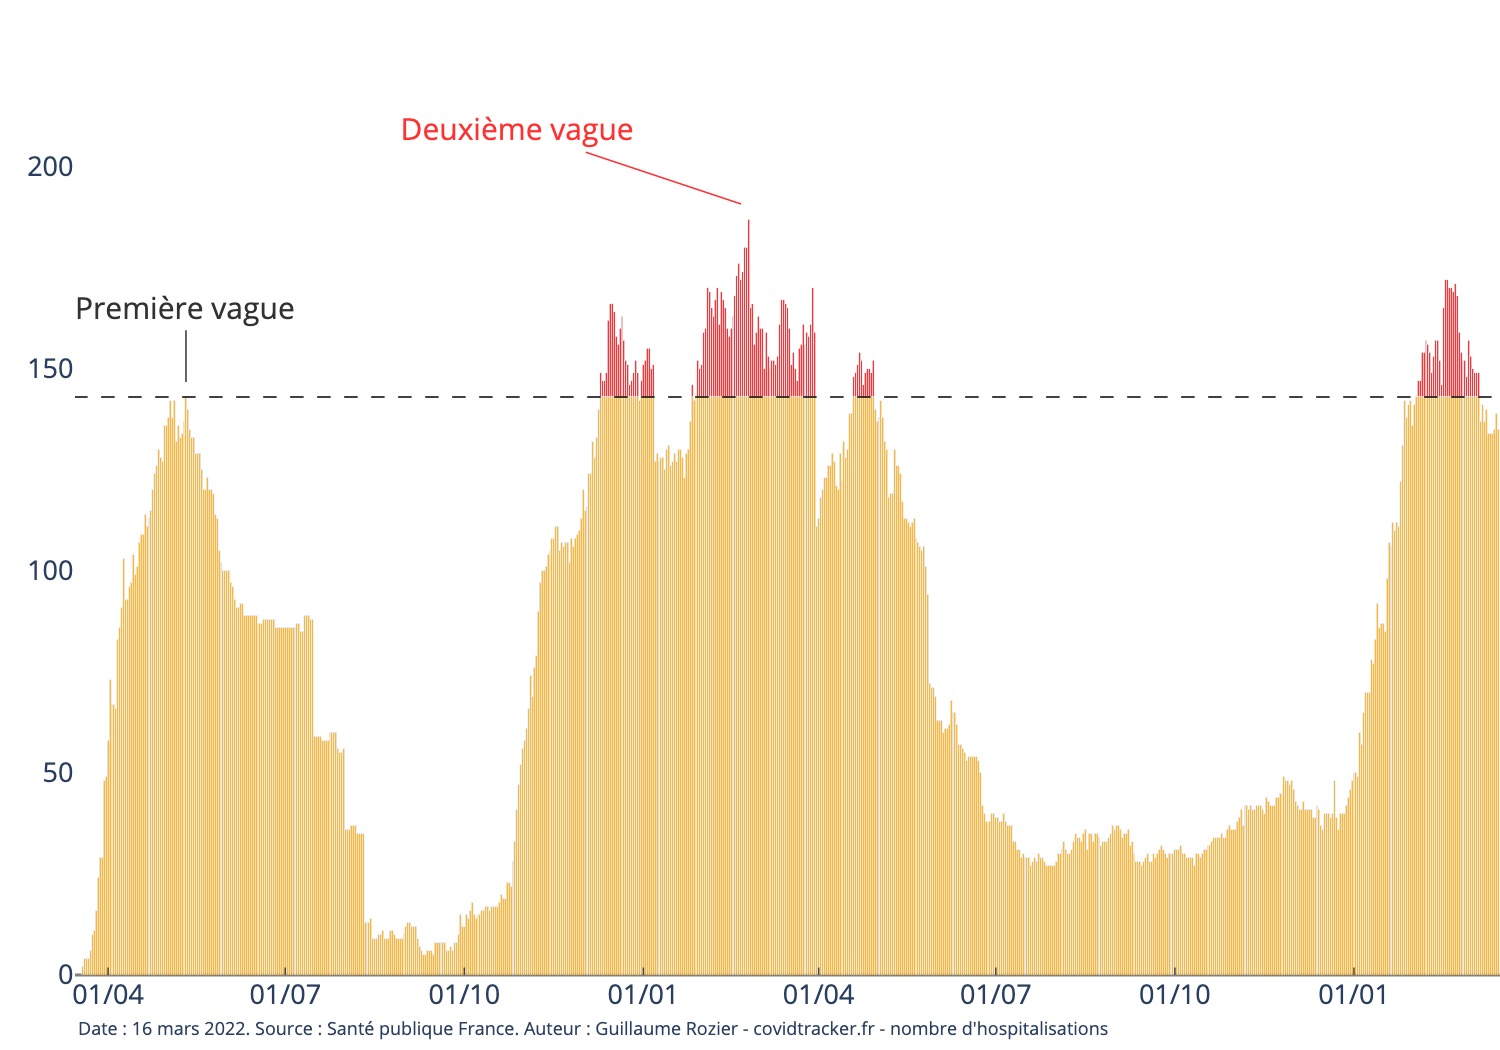 Deuxième vague
200
Première vague
150
100
50
0
01/04 01/07 01/10 01/01 01/04 01/07 01/10 01/01
Date : 16 mars 2022. Source : Santé publique France. Auteur : Guillaume Rozier - covidtracker.fr - nombre d'hospitalisations